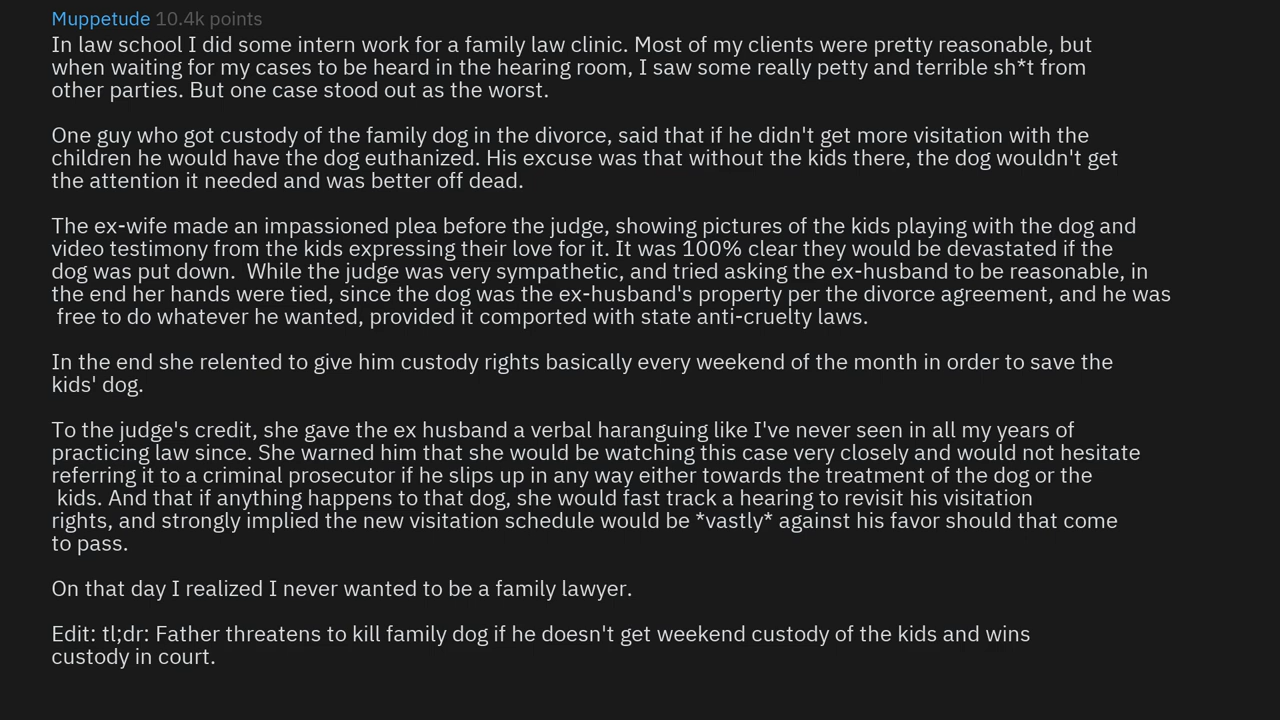 Muppetude 10.4k points
In law school I did some intern work for a family law clinic. Most of my clients were pretty reasonable, but
when waiting for my cases to be heard in the hearing room, I saw some really petty and terrible sh*t from
other parties. But one case stood out as the worst.

One guy who got custody of the family dog in the divorce, said that if he didn't get more visitation with the
children he would have the dog euthanized. His excuse was that without the kids there, the dog wouldn't get
the attention it needed and was better off dead.

The ex-wife made an impassioned plea before the judge, showing pictures of the kids playing with the dog and
video testimony from the kids expressing their love for it. It was 100% clear they would be devastated if the
dog was put down.  While the judge was very sympathetic, and tried asking the ex-husband to be reasonable, in
the end her hands were tied, since the dog was the ex-husband's property per the divorce agreement, and he was
free to do whatever he wanted, provided it comported with state anti-cruelty laws.

In the end she relented to give him custody rights basically every weekend of the month in order to save the
kids' dog.

To the judge's credit, she gave the ex husband a verbal haranguing like I've never seen in all my years of
practicing law since. She warned him that she would be watching this case very closely and would not hesitate
referring it to a criminal prosecutor if he slips up in any way either towards the treatment of the dog or the
kids. And that if anything happens to that dog, she would fast track a hearing to revisit his visitation
rights, and strongly implied the new visitation schedule would be *vastly* against his favor should that come
to pass.

On that day I realized I never wanted to be a family lawyer.

Edit: tl;dr: Father threatens to kill family dog if he doesn't get weekend custody of the kids and wins
custody in court.